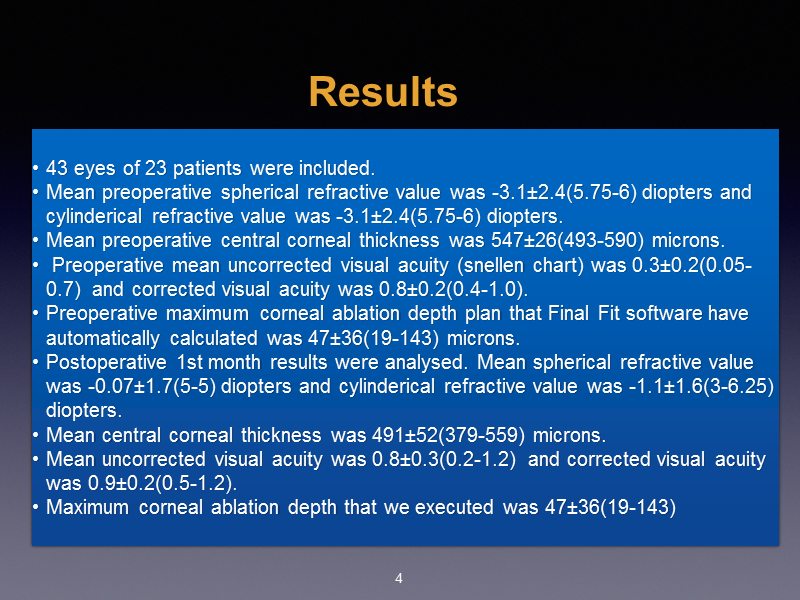 Results
• 43 eyes of 23 patients were included.
• Mean preoperative spherical refractive value was -3.1±2.4(5.75-6) diopters and
cylinderical refractive value was -3.1±2.4(5.75-6) diopters.
• Mean preoperative central corneal thickness was 547±26(493-590) microns.
• Preoperative mean uncorrected visual acuity (snellen chart) was 0.3±0.2(0.05-
0.7) and corrected visual acuity was 0.8±0.2(0.4-1.0).
• Preoperative maximum corneal ablation depth plan that Final Fit software have
automatically calculated was 47±36(19-143) microns.
• Postoperative 1st month results were analysed. Mean spherical refractive value
was -0.07±1.7(5-5) diopters and cylinderical refractive value was -1.1±1.6(3-6.25)
diopters.
• Mean central corneal thickness was 491±52(379-559) microns.
• Mean uncorrected visual acuity was 0.8±0.3(0.2-1.2) and corrected visual acuity
was 0.9±0.2(0.5-1.2).
• Maximum corneal ablation depth that we executed was 47±36(19-143)
4